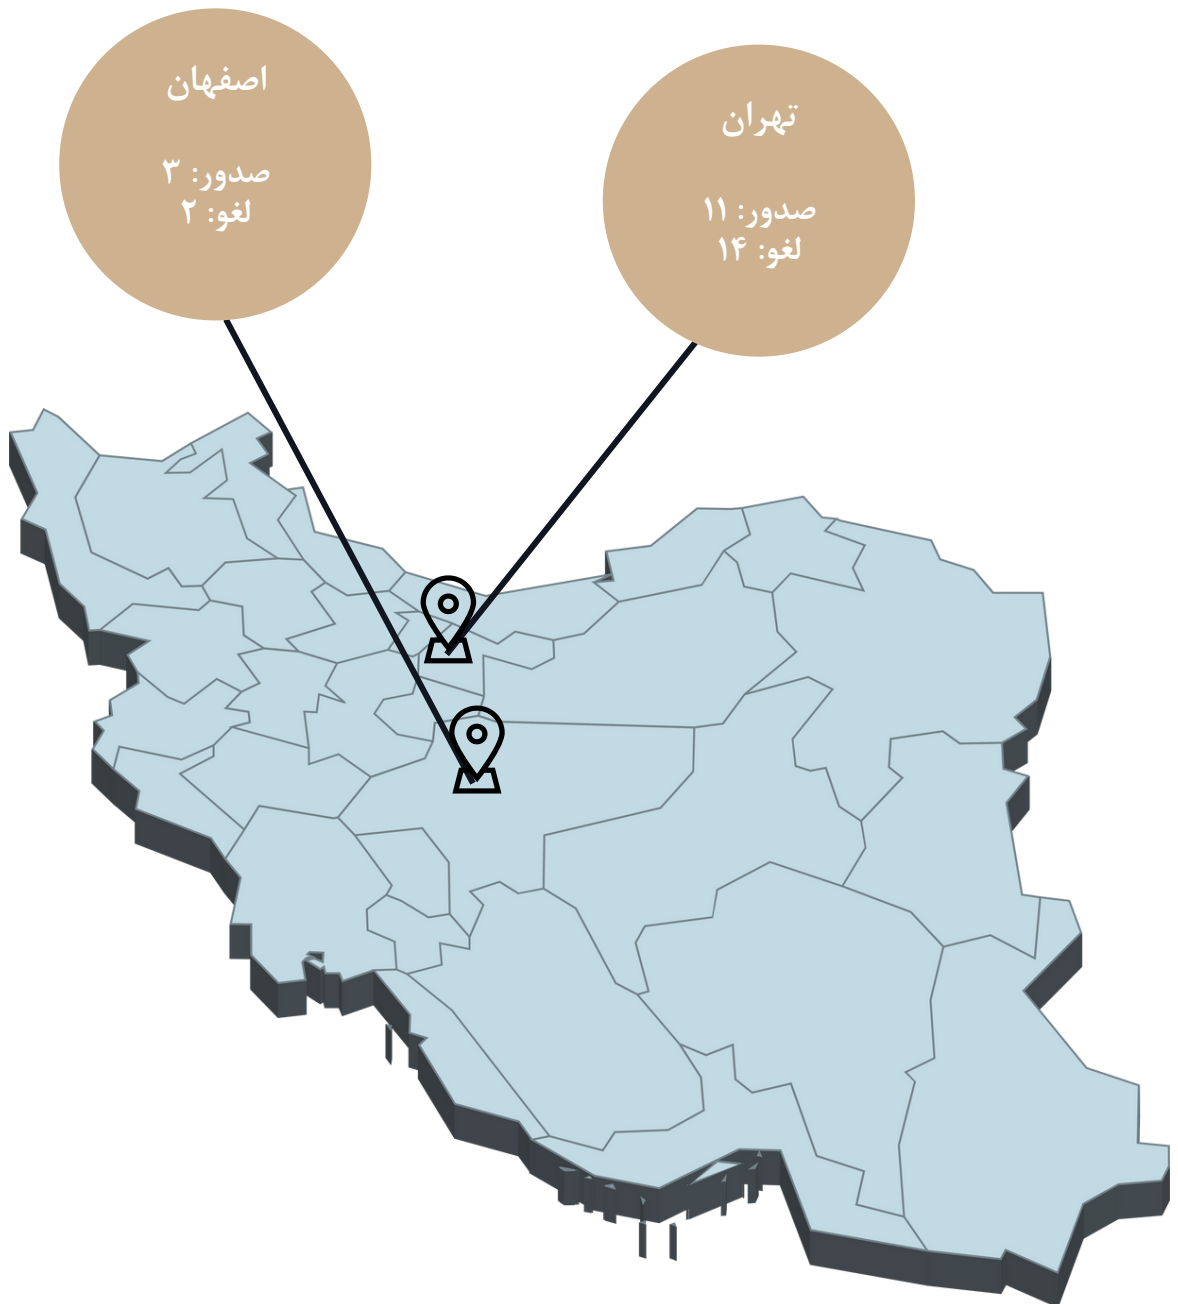 اصفهان
صدور: ۳
لغو: ۲
تهران
صدور: ۱۱
لغو: ۱۴